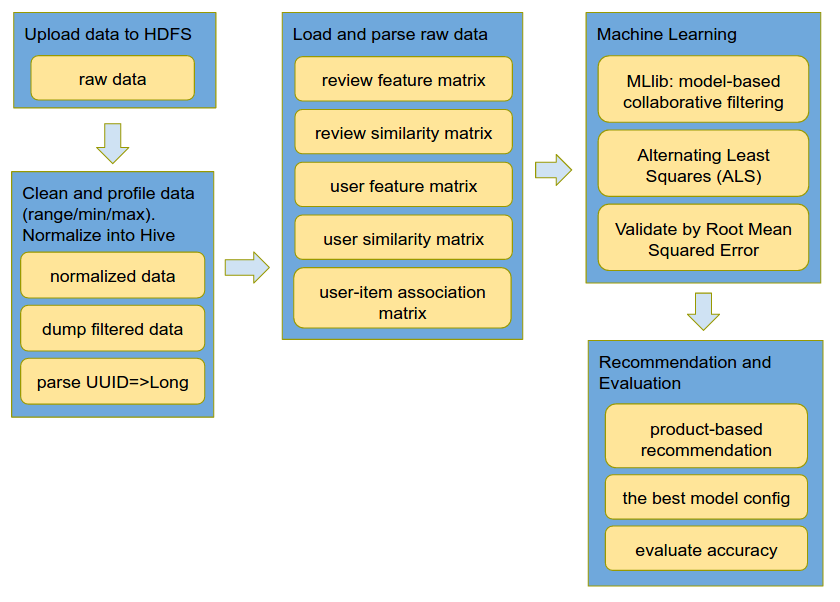 Upload data to HDFS
raw data
Clean and profile data
(range/min/max).
Normalize into Hive
normalized data
dump filtered data
parse UUID=>Long
Load and parse raw data
review feature matrix
review similarity matrix
user feature matrix
user similarity matrix
user-item association
matrix
Machine Learning
MLlib: model-based
collaborative filtering
Alternating Least
Squares (ALS)
Validate by Root Mean
Squared Error
Recommendation and
Evaluation
product-based
recommendation
the best model config
evaluate accuracy